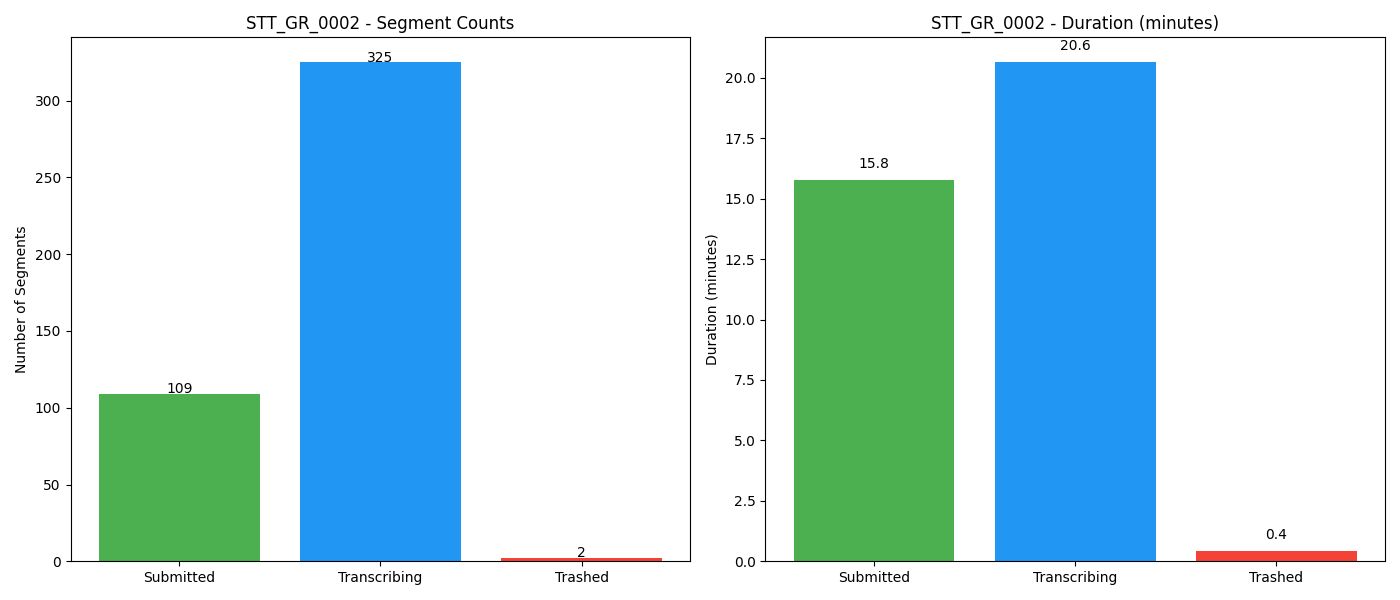 STT_GR_0002 - Segment Counts
Number of Segments
300
250
200
150
100
50
0
109
325
2
Submitted
Transcribing
Trashed
STT_GR_0002 - Duration (minutes)
Duration (minutes)
20.0
17.5
15.0
12.5
10.0
7.5
5.0
2.5
0.0
15.8
20.6
0.4
Submitted
Transcribing
Trashed